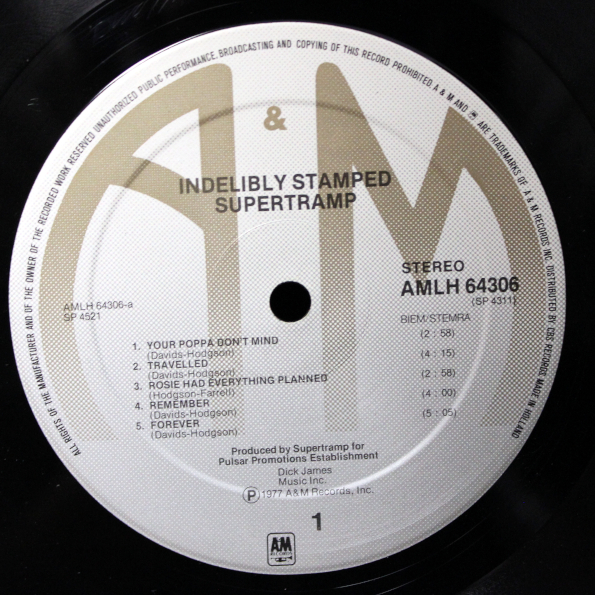 ALL RIGHTS OF THE MANUFACTURER AND OF THE OWNER OF THE RECORDED WORK RESERVED UNAUTHORIZED PUBLIC PERFORMANCE, BROADCASTING AND COPYING OF THIS RECORD PROHIBITED A & M AND ARE TRADEMARKS OF A & M RECORDS INC. DISTRIBUTED BY CBS RECORDS MADE IN HOLLAND
A & M
INDELIBLY STAMPED
SUPERTRAMP
STEREO
AMLH 64306
(SP 4311)
AMLH 64306-a
SP 4521
BIEM/STEMRA
1. YOUR POPPA DON'T MIND (2 : 58)
(Davids-Hodgson)
2. TRAVELLED (4 : 15)
(Davids-Hodgson)
3. ROSIE HAD EVERYTHING PLANNED (2 : 58)
(Hodgson-Farrell)
4. REMEMBER (4 : 00)
(Davids-Hodgson)
5. FOREVER (5 : 05)
(Davids-Hodgson)
Produced by Supertramp for
Pulsar Promotions Establishment
Dick James
Music Inc.
Ⓟ 1977 A&M Records, Inc.
1
A&M
RECORDS